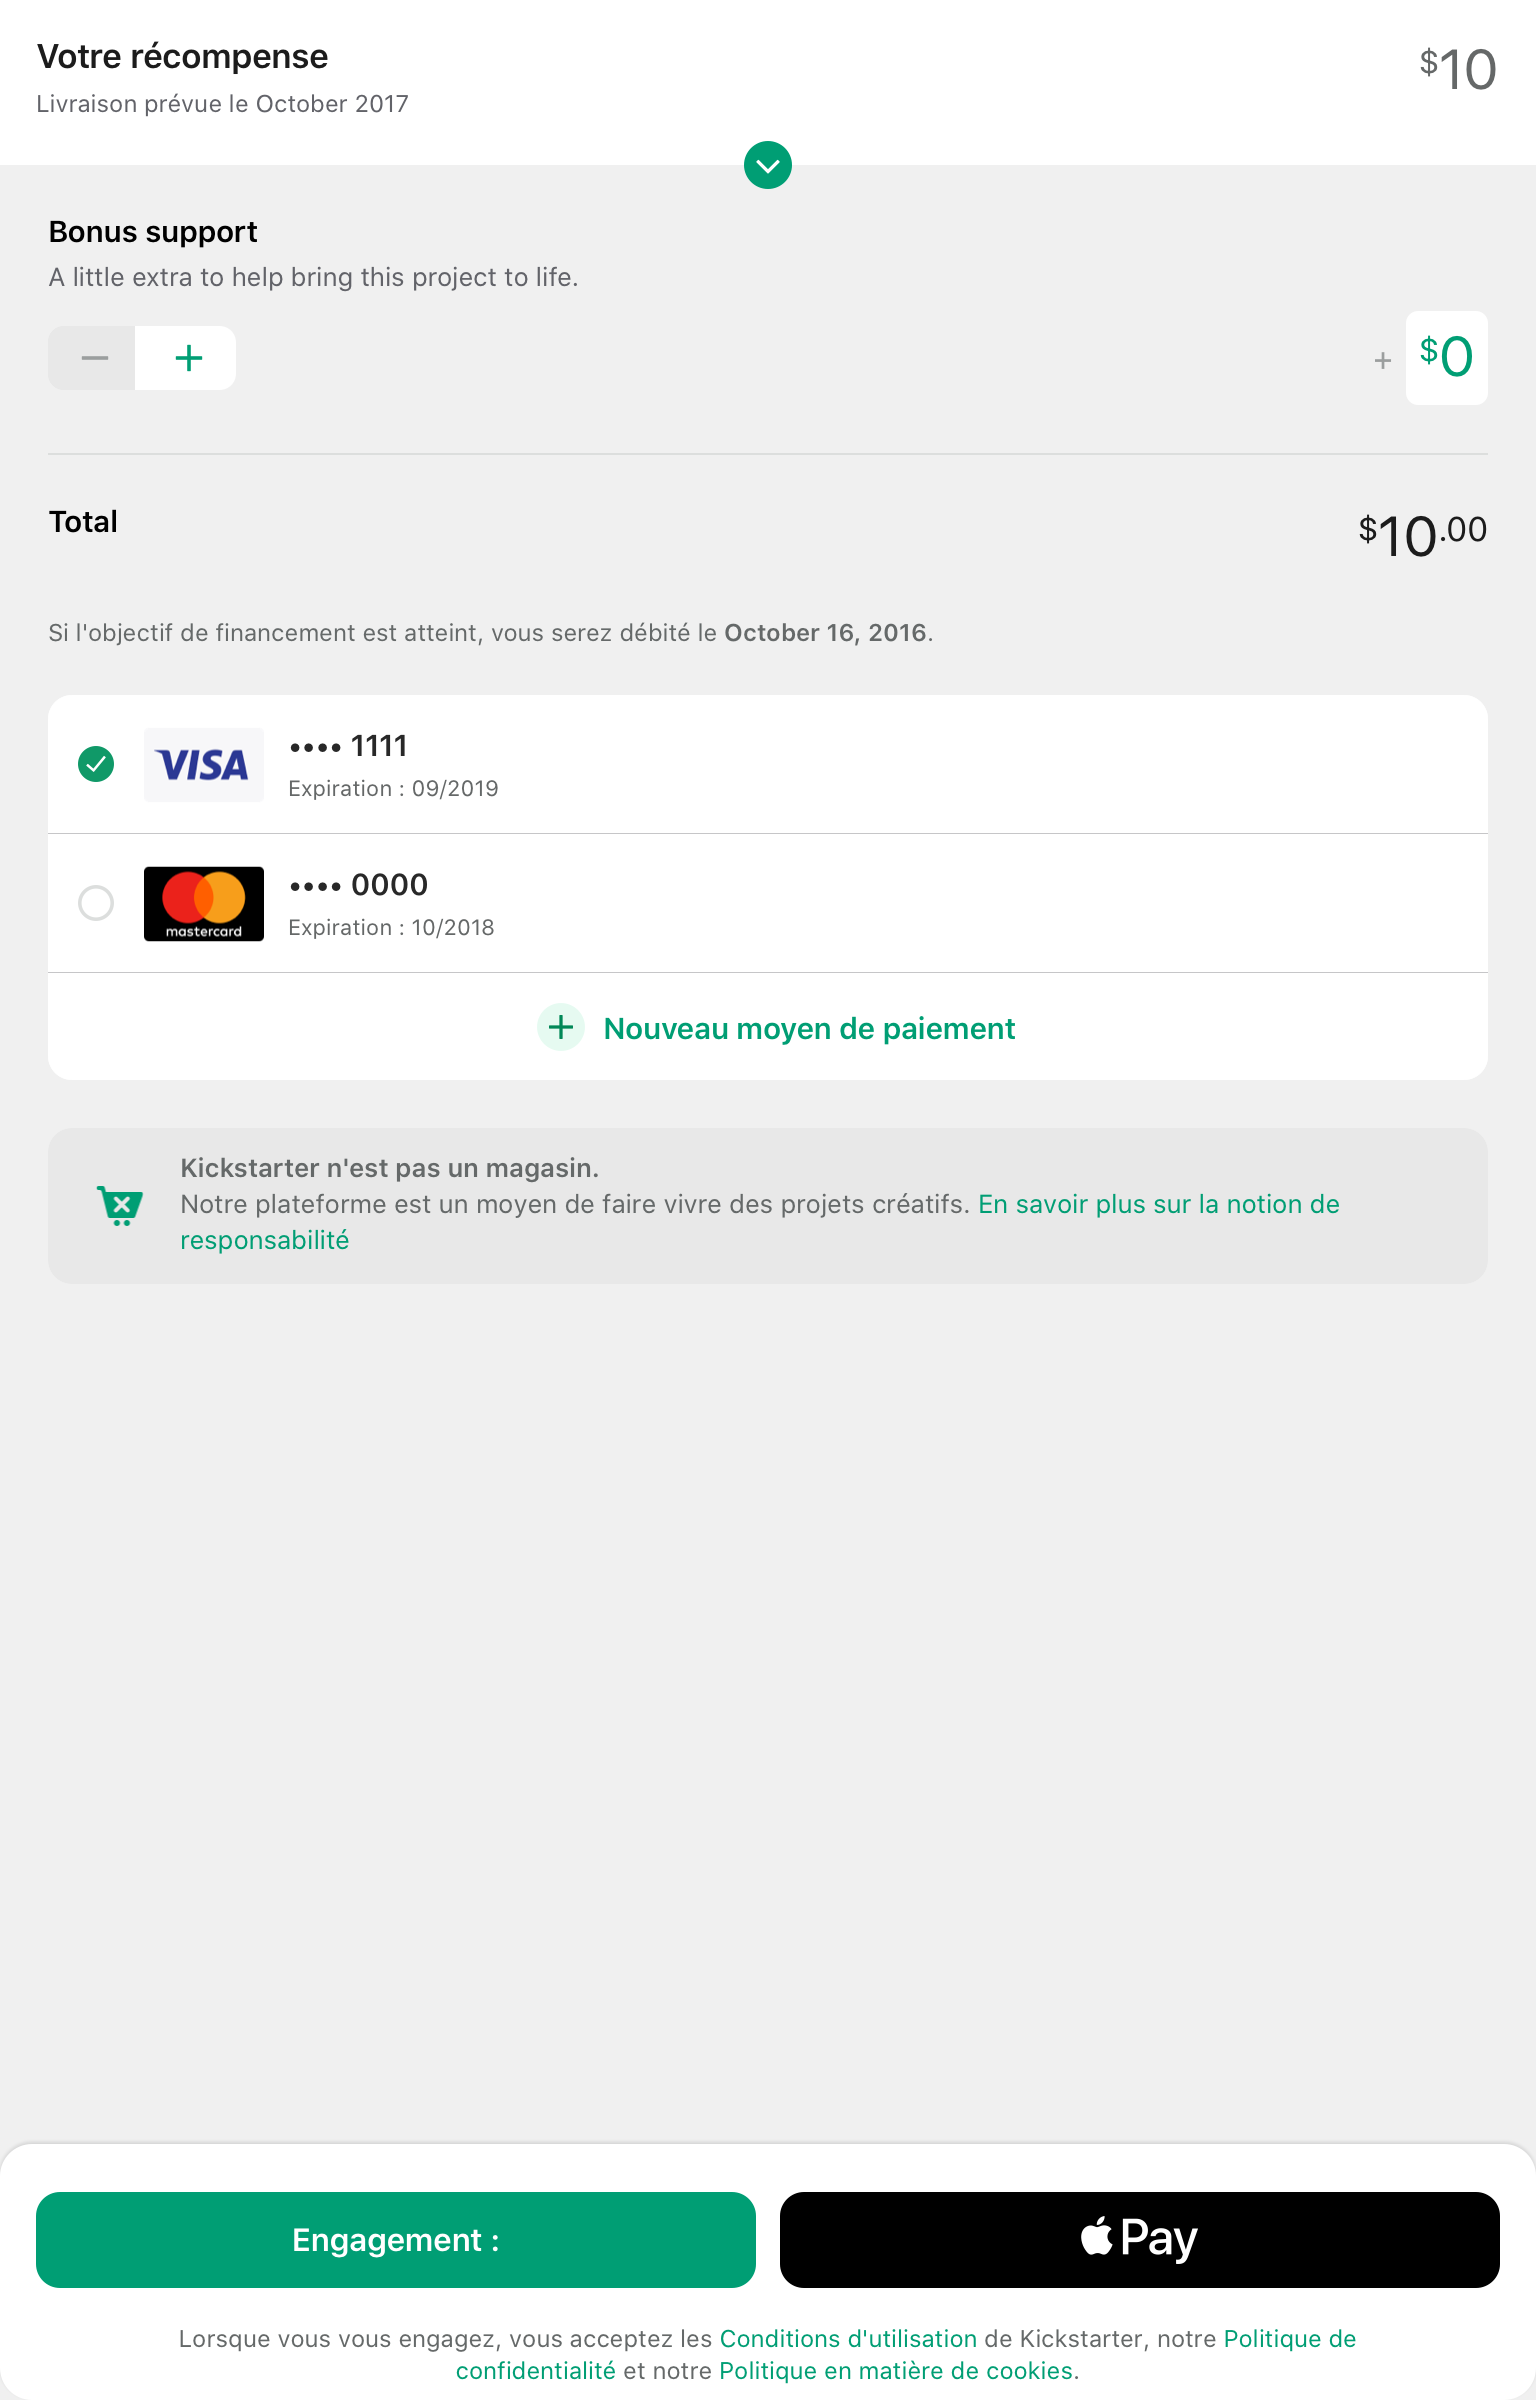 Votre récompense
$10
Livraison prévue le October 2017
Bonus support
A little extra to help bring this project to life.
− +
+ $0
Total
$10.00
Si l'objectif de financement est atteint, vous serez débité le October 16, 2016.
VISA
•••• 1111
Expiration : 09/2019
mastercard
•••• 0000
Expiration : 10/2018
+ Nouveau moyen de paiement
Kickstarter n'est pas un magasin.
Notre plateforme est un moyen de faire vivre des projets créatifs. En savoir plus sur la notion de
responsabilité
Engagement :
Pay
Lorsque vous vous engagez, vous acceptez les Conditions d'utilisation de Kickstarter, notre Politique de
confidentialité et notre Politique en matière de cookies.